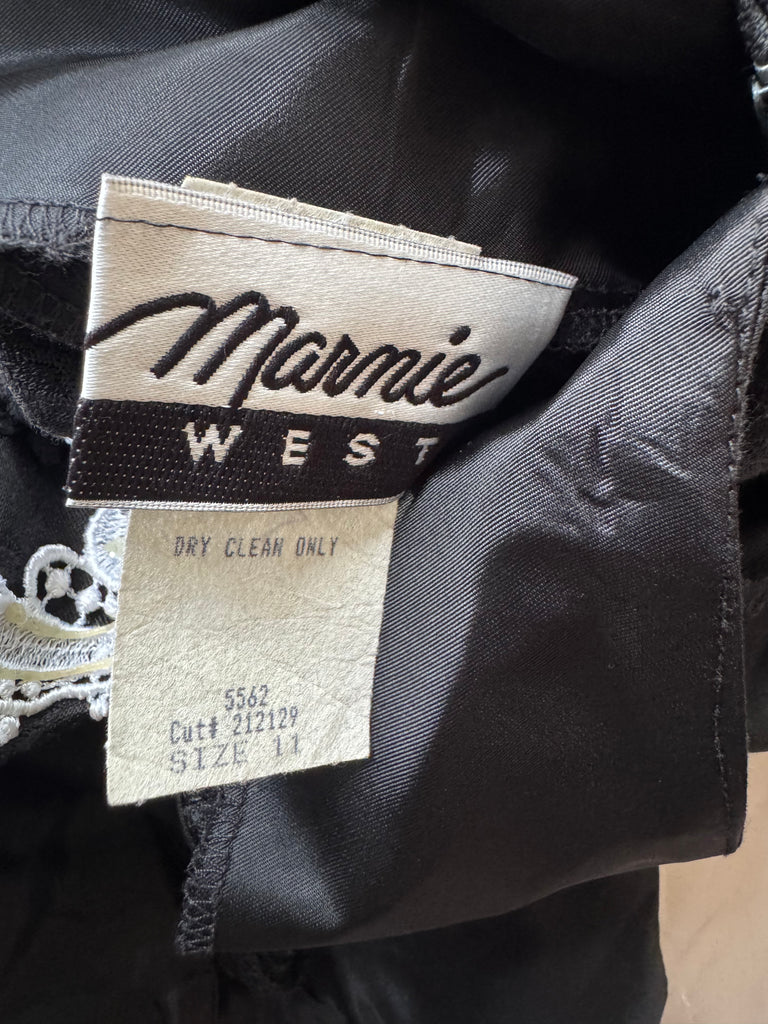 Marnie
WEST
DRY CLEAN ONLY
5562
Cut# 212129
SIZE 11